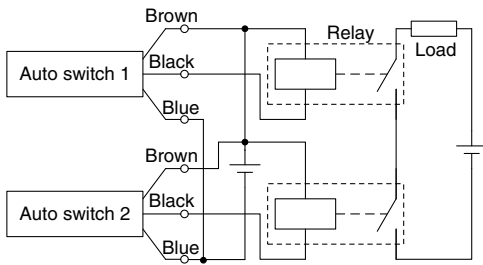 Brown
Relay
Load
Auto switch 1
Black
Blue
Brown
Auto switch 2
Black
Blue